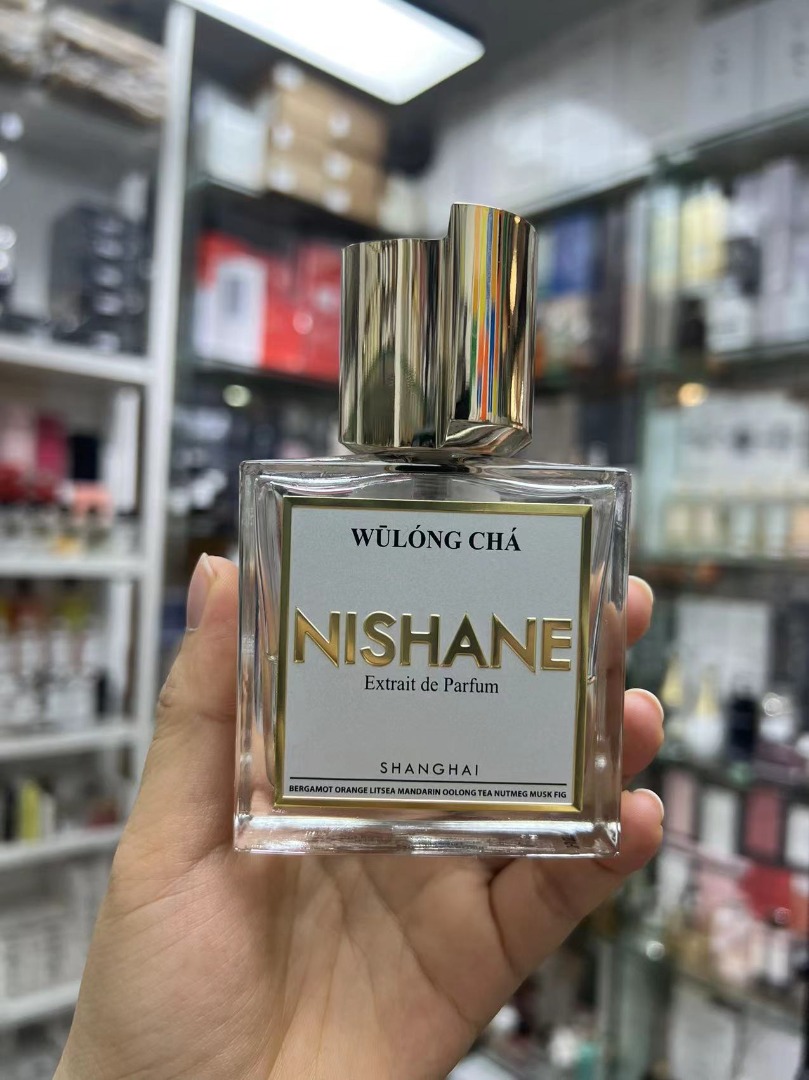 WŪLÓNG CHÁ
NISHANE
Extrait de Parfum
SHANGHAI
BERGAMOT ORANGE LITSEA MANDARIN OOLONG TEA NUTMEG MUSK FIG